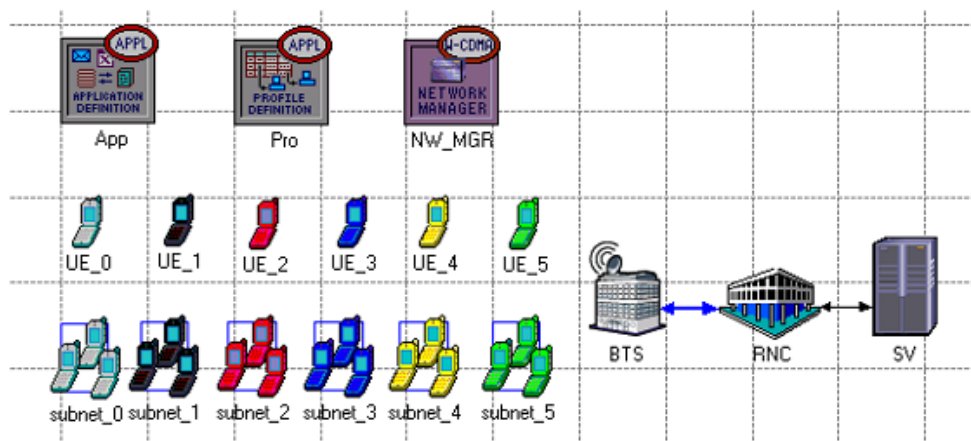 APPL
APPLICATION
DEFINITION
App
APPL
PROFILE
DEFINITION
Pro
W-CDMA
NETWORK
MANAGER
NW_MGR
UE_0 UE_1 UE_2 UE_3 UE_4 UE_5
BTS RNC SV
subnet_0 subnet_1 subnet_2 subnet_3 subnet_4 subnet_5